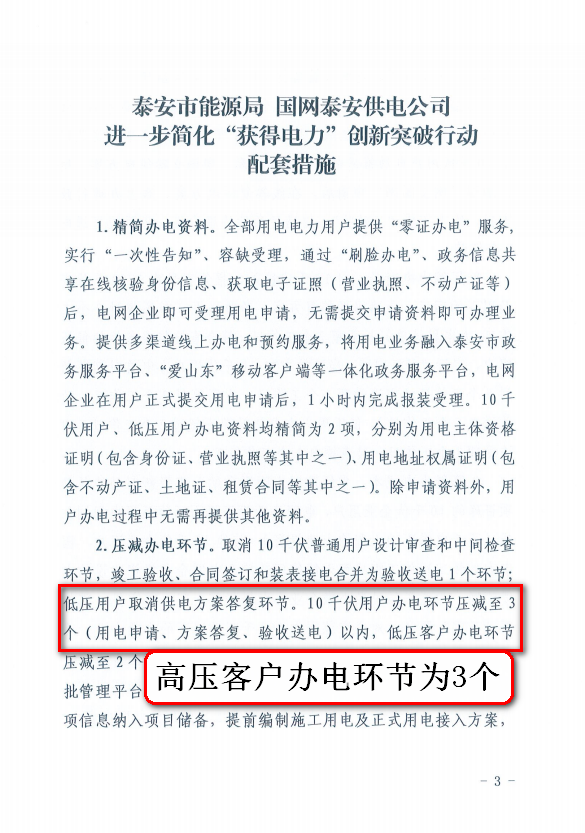 泰安市能源局 国网泰安供电公司
进一步简化“获得电力”创新突破行动
配套措施
1.精简办电资料。全部用电电力用户提供“零证办电”服务,
实行“一次性告知”、容缺受理，通过“刷脸办电”、政务信息共
享在线核验身份信息、获取电子证照（营业执照、不动产证等）
后，电网企业即可受理用电申请，无需提交申请资料即可办理业
务。提供多渠道线上办电和预约服务，将用电业务融入泰安市政
务服务平台、“爱山东”移动客户端等一体化政务服务平台，电网
企业在用户正式提交用电申请后，1小时内完成报装受理。10千
伏用户、低压用户办电资料均精简为2项，分别为用电主体资格
证明(包含身份证、营业执照等其中之一)、用电地址权属证明(包
含不动产证、土地证、租赁合同等其中之一)。除申请资料外，用
户办电过程中无需再提供其他资料。
2.压减办电环节。取消10千伏普通用户设计审查和中间检查
环节，竣工验收、合同签订和装表接电合并为验收送电1个环节;
低压用户取消供电方案答复环节。10千伏用户办电环节压减至3
个（用电申请、方案答复、验收送电）以内，低压客户办电环节
压减至2个
高压客户办电环节为3个
批管理平台
项信息纳入项目储备，提前编制施工用电及正式用电接入方案，
- 3 -